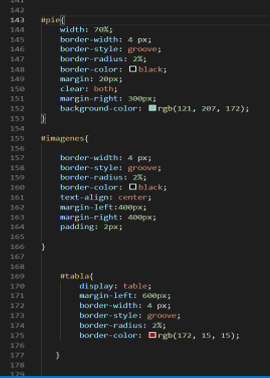 142
143 #pie{
144 width: 70%;
145 border-width: 4 px;
146 border-style: groove;
147 border-radius: 2%;
148 border-color: black;
149 margin: 20px;
150 clear: both;
151 margin-right: 300px;
152 background-color: rgb(121, 207, 172);
153 }
154
155 #imagenes{
156
157 border-width: 4 px;
158 border-style: groove;
159 border-radius: 2%;
160 border-color: black;
161 text-align: center;
162 margin-left:400px;
163 margin-right: 400px;
164 padding: 2px;
165
166 }
167
168
169 #tabla{
170 display: table;
171 margin-left: 600px;
172 border-width: 4 px;
173 border-style: groove;
174 border-radius: 2%;
175 border-color: rgb(172, 15, 15);
176
177 }
178
179